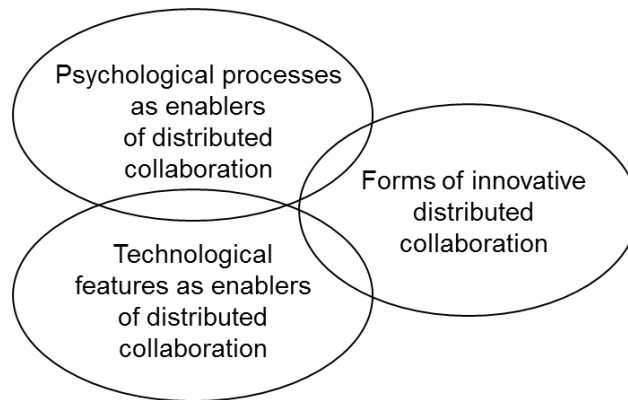 Psychological processes
as enablers
of distributed
collaboration
Forms of innovative
distributed
collaboration
Technological
features as enablers
of distributed
collaboration